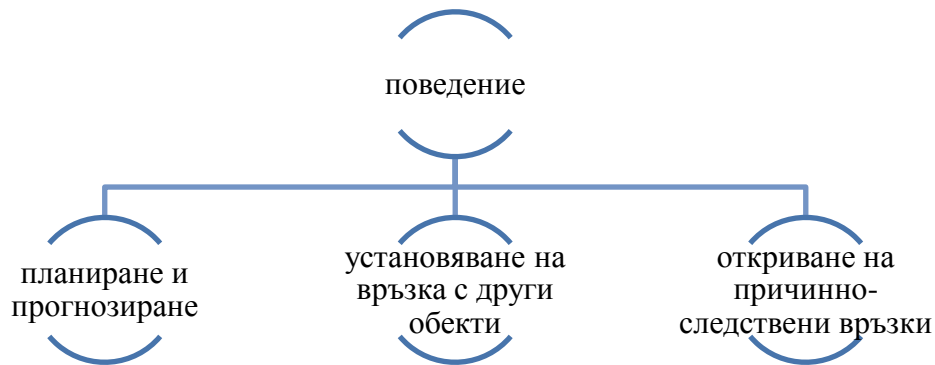 поведение
планиране и
прогнозиране
установяване на
връзка с други
обекти
откриване на
причинно-
следствени връзки